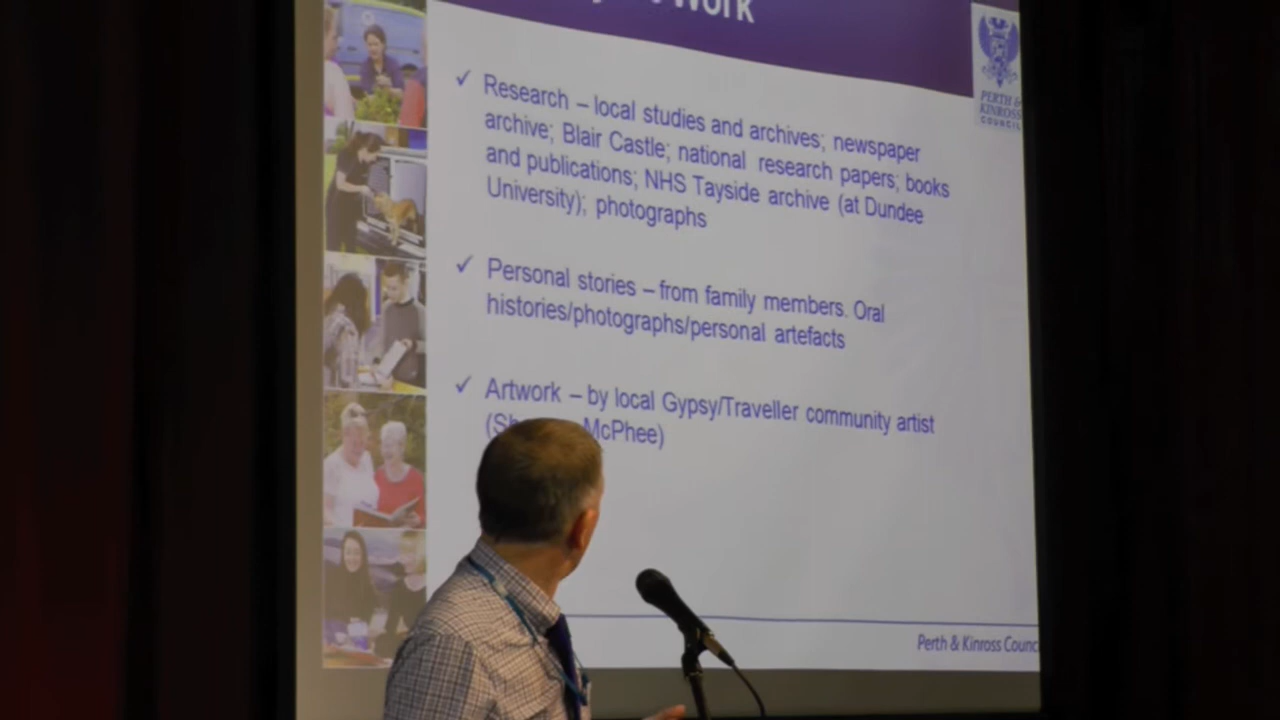 Work
PERTH &
KINROSS
COUNCIL
✓ Research – local studies and archives; newspaper
archive; Blair Castle; national research papers; books
and publications; NHS Tayside archive (at Dundee
University); photographs
✓ Personal stories – from family members. Oral
histories/photographs/personal artefacts
✓ Artwork – by local Gypsy/Traveller community artist
McPhee)
Perth & Kinross